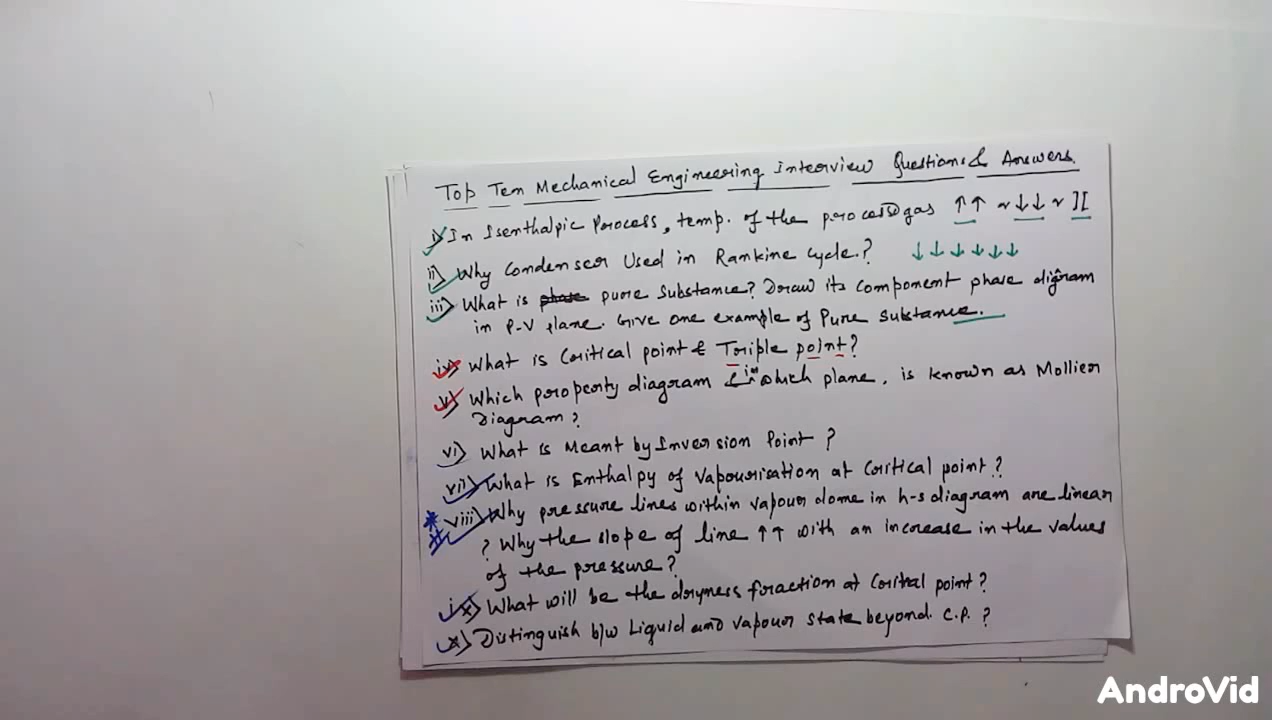 Top Ten Mechanical Engineering Interview Questions & Answers.
i) In Isenthalpic Process, temp. of the process gas ↑↑ ~ ↓↓ ~ ][
ii) Why Condenser Used in Rankine Cycle.? ↓↓↓↓↓↓
iii) What is phase pure substance? Draw its component phase digram
in P-V plane. Give one example of Pure substance.
iv) What is Critical point & Triple point?
v) Which property diagram & in which plane, is known as Mollier
Diagram?
vi) What is Meant by Inversion Point ?
vii) What is Enthalpy of Vapourisation at Critical point ?
viii) Why pressure lines within vapour dome in h-s diagram are linear
? Why the slope of line ↑↑ with an increase in the values
of the pressure?
ix) What will be the dryness fraction at Critral point?
x) Distinguish b/w Liquid and vapour state beyond C.P. ?
AndroVid